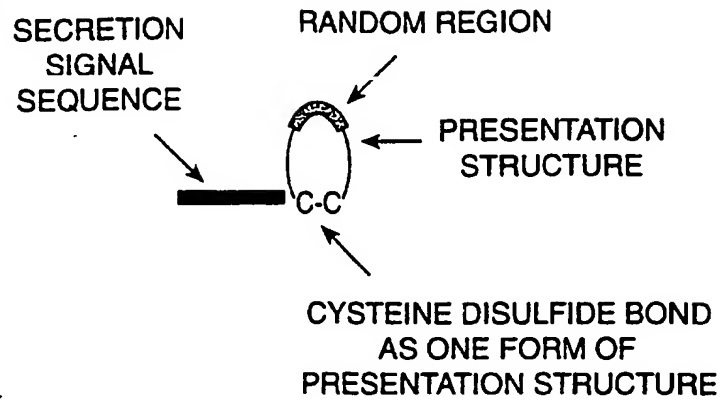 SECRETION
SIGNAL
SEQUENCE
RANDOM REGION
PRESENTATION
STRUCTURE
C-C
CYSTEINE DISULFIDE BOND
AS ONE FORM OF
PRESENTATION STRUCTURE